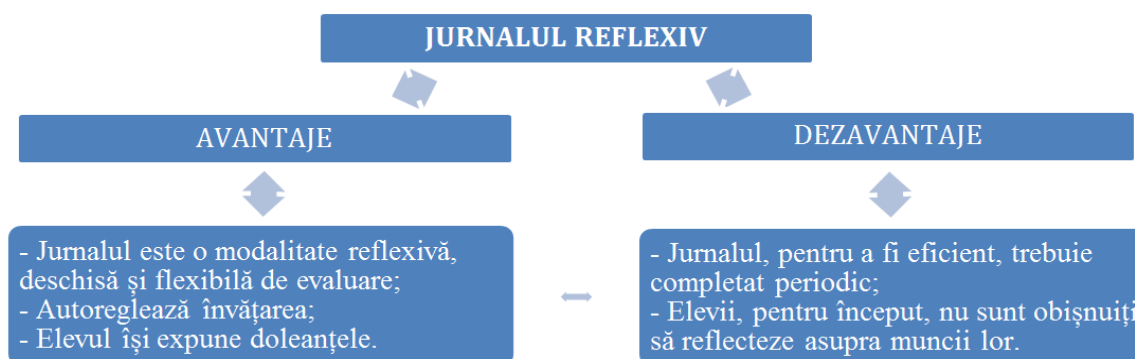 JURNALUL REFLEXIV
AVANTAJE
DEZAVANTAJE
- Jurnalul este o modalitate reflexivă,
deschisă și flexibilă de evaluare;
- Autoreglează învățarea;
- Elevul își expune doleanțele.
- Jurnalul, pentru a fi eficient, trebuie
completat periodic;
- Elevii, pentru început, nu sunt obișnuiți
să reflecteze asupra muncii lor.